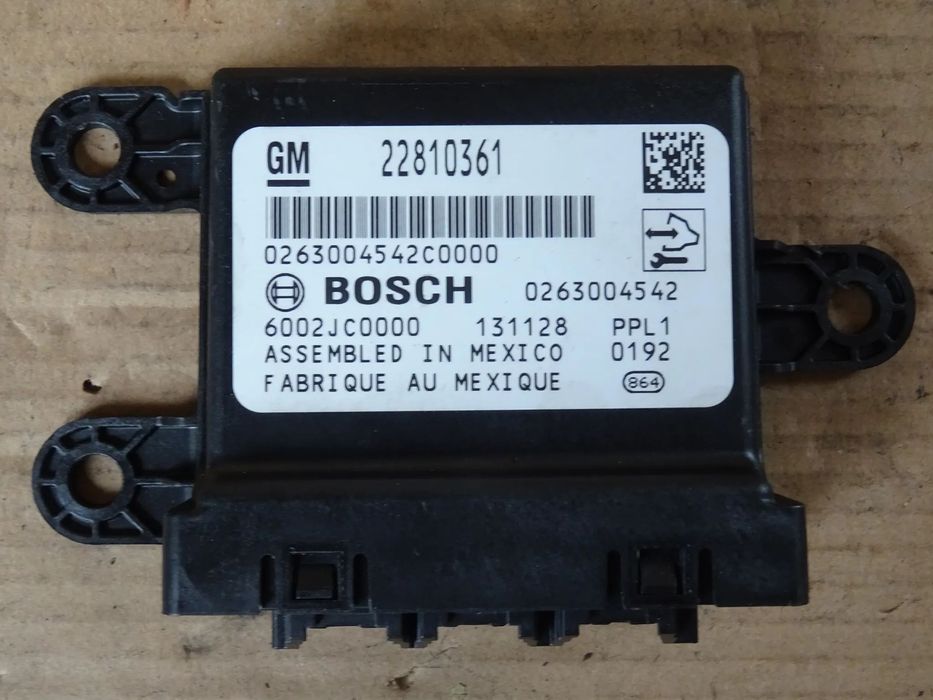 GM 22810361
0263004542C0000
BOSCH 0263004542
6002JC0000 131128 PPL1
ASSEMBLED IN MEXICO 0192
FABRIQUE AU MEXIQUE 864